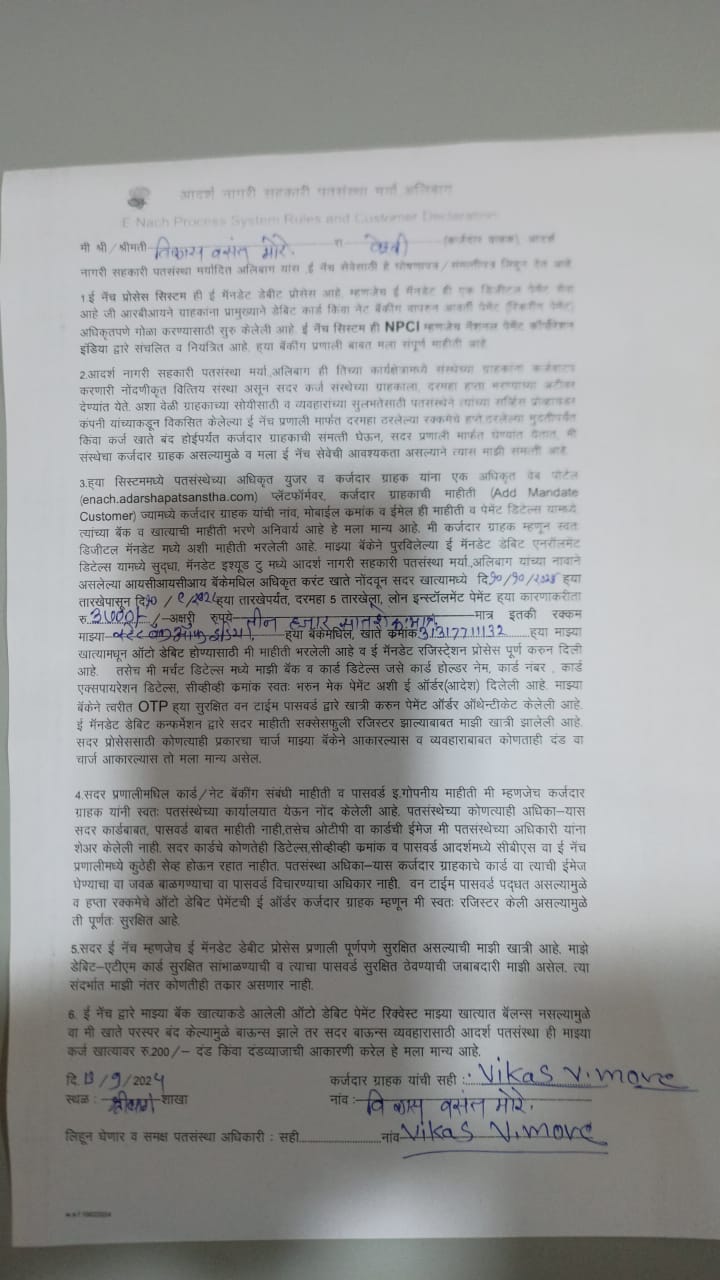 आदर्श नागरी सहकारी पतसंस्था मर्या अलिबाग
E Nach Process System Rules and Customer Declaration
मी श्री / श्रीमती विकास वसंत मोरे. रा (कर्जदार ग्राहक) आदर्श
नागरी सहकारी पतसंस्था मर्यादित अलिबाग यांस ,ई नॅच सेवेसाठी हे घोषणापत्र / संमतीपत्र लिहून देत आहे
1.ई नॅच प्रोसेस सिस्टम ही ई मॅनडेट डेबीट प्रोसेस आहे. म्हणजेच ई मॅनडेट ही एक डिजीटल पेमेंट सेवा
आहे जी आरबीआयने ग्राहकांना प्रामुख्याने डेबिट कार्ड किंवा नेट बँकींग वापरुन आवर्ती पेमेंट (रिकरींग पेमेंट)
अधिकृतपणे गोळा करण्यासाठी सुरु केलेली आहे. ई नॅच सिस्टिम ही NPCI म्हणजेच नॅशनल पेमेंट कॉर्पोरेशन
इंडिया द्वारे संचलित व नियंत्रित आहे. हया बँकींग प्रणाली बाबत मला संपूर्ण माहीती आहे
2.आदर्श नागरी सहकारी पतसंस्था मर्या.,अलिबाग ही तिच्या कार्यक्षेत्रामध्ये संस्थेच्या ग्राहकांना कर्जवाटप
करणारी नोंदणीकृत वित्तिय संस्था असून सदर कर्ज संस्थेच्या ग्राहकाला, दरमहा हप्ता भरण्याच्या अटीवर
देण्यांत येते. अशा वेळी ग्राहकाच्या सोयीसाठी व व्यवहारांच्या सुलभतेसाठी पतसंस्थेने त्यांच्या सर्व्हिस प्रोव्हायडर
कंपनी यांच्याकडून विकसित केलेल्या ई नॅच प्रणाली मार्फत दरमहा ठरलेल्या रक्कमेचे हप्ते ठरलेल्या मुदतीपर्यंत
किंवा कर्ज खाते बंद होईपर्यंत कर्जदार ग्राहकाची संमत्ती घेऊन, सदर प्रणाली मार्फत घेण्यांत येतात. मी
संस्थेचा कर्जदार ग्राहक असल्यामुळे व मला ई नॅच सेवेची आवश्यकता असल्याने त्यास माझी संमती आहे.
3.हया सिस्टिममध्ये पतसंस्थेच्या अधिकृत युजर व कर्जदार ग्राहक यांना एक अधिकृत वेब पोर्टल
(enach.adarshapatsanstha.com) प्लॅटफॉर्मवर, कर्जदार ग्राहकाची माहीती (Add Mandate
Customer) ज्यामध्ये कर्जदार ग्राहक यांची नांव, मोबाईल कमांक व ईमेल ही माहीती व पेमेंट डिटेल्स यामध्ये
त्यांच्या बॅंक व खात्याची माहीती भरणे अनिवार्य आहे हे मला मान्य आहे. मी कर्जदार ग्राहक म्हणून स्वत
डिजीटल मॅनडेट मध्ये अशी माहीती भरलेली आहे. माझ्या बॅंकेने पुरविलेल्या ई मॅनडेट डेबिट एनरॉलमेंट
डिटेल्स यामध्ये सुद्धा, मॅनडेट इश्यूड टु मध्ये आदर्श नागरी सहकारी पतसंस्था मर्या.,अलिबाग यांच्या नावाने
असलेल्या आयसीआयसीआय बॅंकेमधिल अधिकृत करंट खाते नोंदवून सदर खात्यामध्ये दि १०/१०/२०२४ हया
तारखेपासून दि हया तारखेपर्यंत, दरमहा 5 तारखेला, लोन इन्स्टॉलमेंट पेमेंट हया कारणाकरीता
रु. /-अक्षरी रुपये तीन हजार सातशे मात्र इतकी रक्कम
माझ्या हया बॅंकेमधिल, खाते कमांक 31317711132 हया माझ्या
खात्यामधून ऑटो डेबिट होण्यासाठी मी माहीती भरलेली आहे व ई मॅनडेट रजिस्ट्रेशन प्रोसेस पूर्ण करुन दिली
आहे. तसेच मी मर्चंट डिटेल्स मध्ये माझी बॅंक व कार्ड डिटेल्स जसे कार्ड होल्डर नेम, कार्ड नंबर , कार्ड
एक्सपायरेशन डिटेल्स, सीव्हीव्ही कमांक स्वतः भरुन मेक पेमेंट अशी ई ऑर्डर(आदेश) दिलेली आहे. माझ्या
बॅंकेने त्वरीत OTP हया सुरक्षित वन टाईम पासवर्ड द्वारे खात्री करुन पेमेंट ऑर्डर ऑथेन्टीकेट केलेली आहे.
ई मॅनडेट डेबिट कन्फर्मेशन द्वारे सदर माहीती सक्सेसफुली रजिस्टर झाल्याबाबत माझी खात्री झालेली आहे.
सदर प्रोसेससाठी कोणत्याही प्रकारचा चार्ज माझ्या बॅंकेने आकारल्यास व व्यवहाराबाबत कोणताही दंड वा
चार्ज आकारल्यास तो मला मान्य असेल.
4.सदर प्रणालीमधिल कार्ड/नेट बॅंकींग संबंधी माहीती व पासवर्ड इ.गोपनीय माहीती मी म्हणजेच कर्जदार
ग्राहक यांनी स्वतः पतसंस्थेच्या कार्यालयात येऊन नोंद केलेली आहे. पतसंस्थेच्या कोणत्याही अधिका-यास
सदर कार्डबाबत, पासवर्ड बाबत माहीती नाही,तसेच ओटीपी वा कार्डची ईमेज मी पतसंस्थेच्या अधिकारी यांना
शेअर केलेली नाही. सदर कार्डचे कोणतेही डिटेल्स,सीव्हीव्ही कमांक व पासवर्ड आदर्शमध्ये सीबीएस वा ई नॅच
प्रणालीमध्ये कुठेही सेव्ह होऊन रहात नाहीत. पतसंस्था अधिका-यास कर्जदार ग्राहकाचे कार्ड वा त्याची ईमेज
घेण्याचा वा जवळ बाळगण्याचा वा पासवर्ड विचारण्याचा अधिकार नाही. वन टाईम पासवर्ड पद्घत असल्यामुळे
व हप्ता रक्कमेचे ऑटो डेबिट पेमेंटची ई ऑर्डर कर्जदार ग्राहक म्हणून मी स्वतः रजिस्टर केली असल्यामुळे
ती पूर्णतः सुरक्षित आहे.
5.सदर ई नॅच म्हणजेच ई मॅनडेट डेबीट प्रोसेस प्रणाली पूर्णपणे सुरक्षित असल्याची माझी खात्री आहे. माझे
डेबिट-एटीएम कार्ड सुरक्षित सांभाळण्याची व त्याचा पासवर्ड सुरक्षित ठेवण्याची जबाबदारी माझी असेल. त्या
संदर्भात माझी नंतर कोणतीही तकार असणार नाही.
6. ई नॅच द्वारे माझ्या बॅंक खात्याकडे आलेली ऑटो डेबिट पेमेंट रिक्वेस्ट माझ्या खात्यात बॅलंन्स नसल्यामुळे
वा मी खाते परस्पर बंद केल्यामुळे बाऊन्स झाले तर सदर बाऊन्स व्यवहारासाठी आदर्श पतसंस्था ही माझ्या
कर्ज खात्यावर रु.200/- दंड किंवा दंडव्याजाची आकारणी करेल हे मला मान्य आहे.
दि. 13/9/2024 कर्जदार ग्राहक यांची सही : Vikas V. more
स्थळ : शाखा नांव : विकास वसंत मोरे.
लिहून घेणार व समक्ष पतसंस्था अधिकारी : सही नांव Vikas V. more